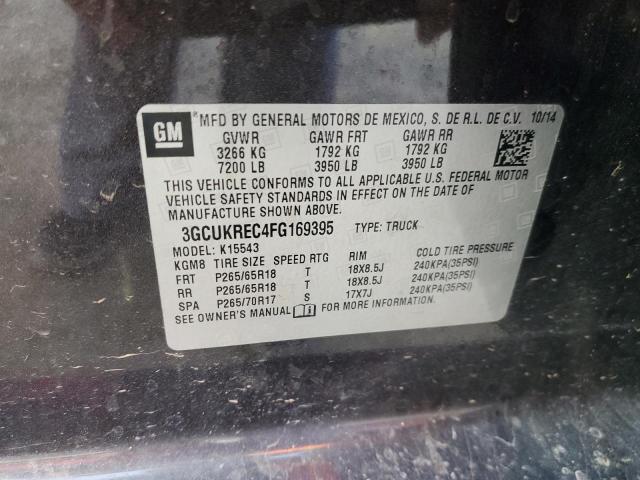 GM
MFD BY GENERAL MOTORS DE MEXICO, S. DE R.L. DE C.V. 10/14
GVWR GAWR FRT GAWR RR
3266 KG 1792 KG 1792 KG
7200 LB 3950 LB 3950 LB
THIS VEHICLE CONFORMS TO ALL APPLICABLE U.S. FEDERAL MOTOR
VEHICLE SAFETY STANDARDS IN EFFECT ON THE DATE OF
MANUFACTURE SHOWN ABOVE.
3GCUKREC4FG169395 TYPE: TRUCK
MODEL: K15543
KGM8 TIRE SIZE SPEED RTG RIM COLD TIRE PRESSURE
FRT P265/65R18 T 18X8.5J 240KPA(35PSI)
RR P265/65R18 T 18X8.5J 240KPA(35PSI)
SPA P265/70R17 S 17X7J 240KPA(35PSI)
SEE OWNER'S MANUAL FOR MORE INFORMATION.